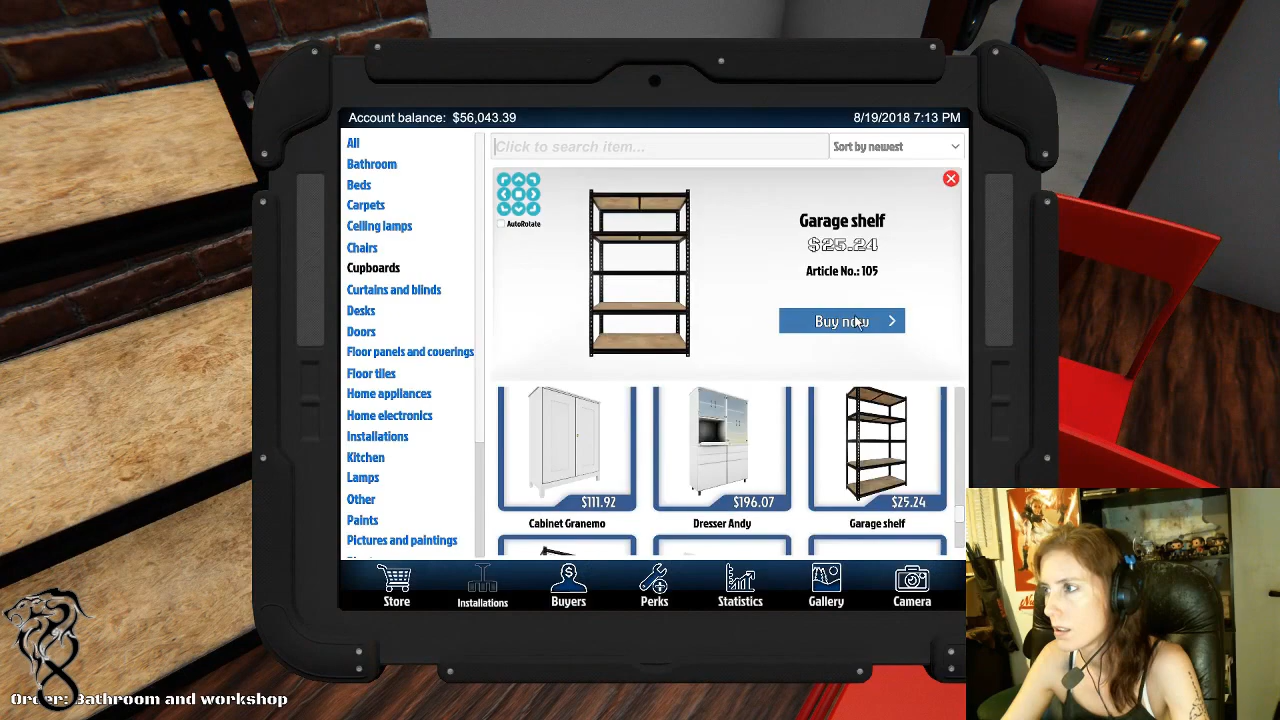 Account balance: $56,043.39
8/19/2018 7:13 PM
All
Bathroom
Beds
Carpets
Ceiling lamps
Chairs
Cupboards
Curtains and blinds
Desks
Doors
Floor panels and coverings
Floor tiles
Home appliances
Home electronics
Installations
Kitchen
Lamps
Other
Paints
Pictures and paintings
Click to search item...
Sort by newest
AutoRotate
Garage shelf
$25.24
Article No.: 105
Buy now
$111.92
$196.07
$25.24
Cabinet Granemo
Dresser Andy
Garage shelf
Store
Installations
Buyers
Perks
Statistics
Gallery
Camera
Order: Bathroom and workshop